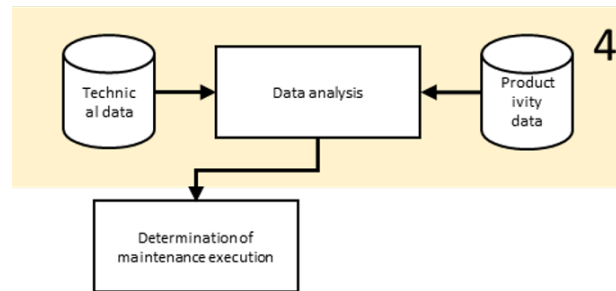 4
Technic
al data
Data analysis
Product
ivity
data
Determination of
maintenance execution